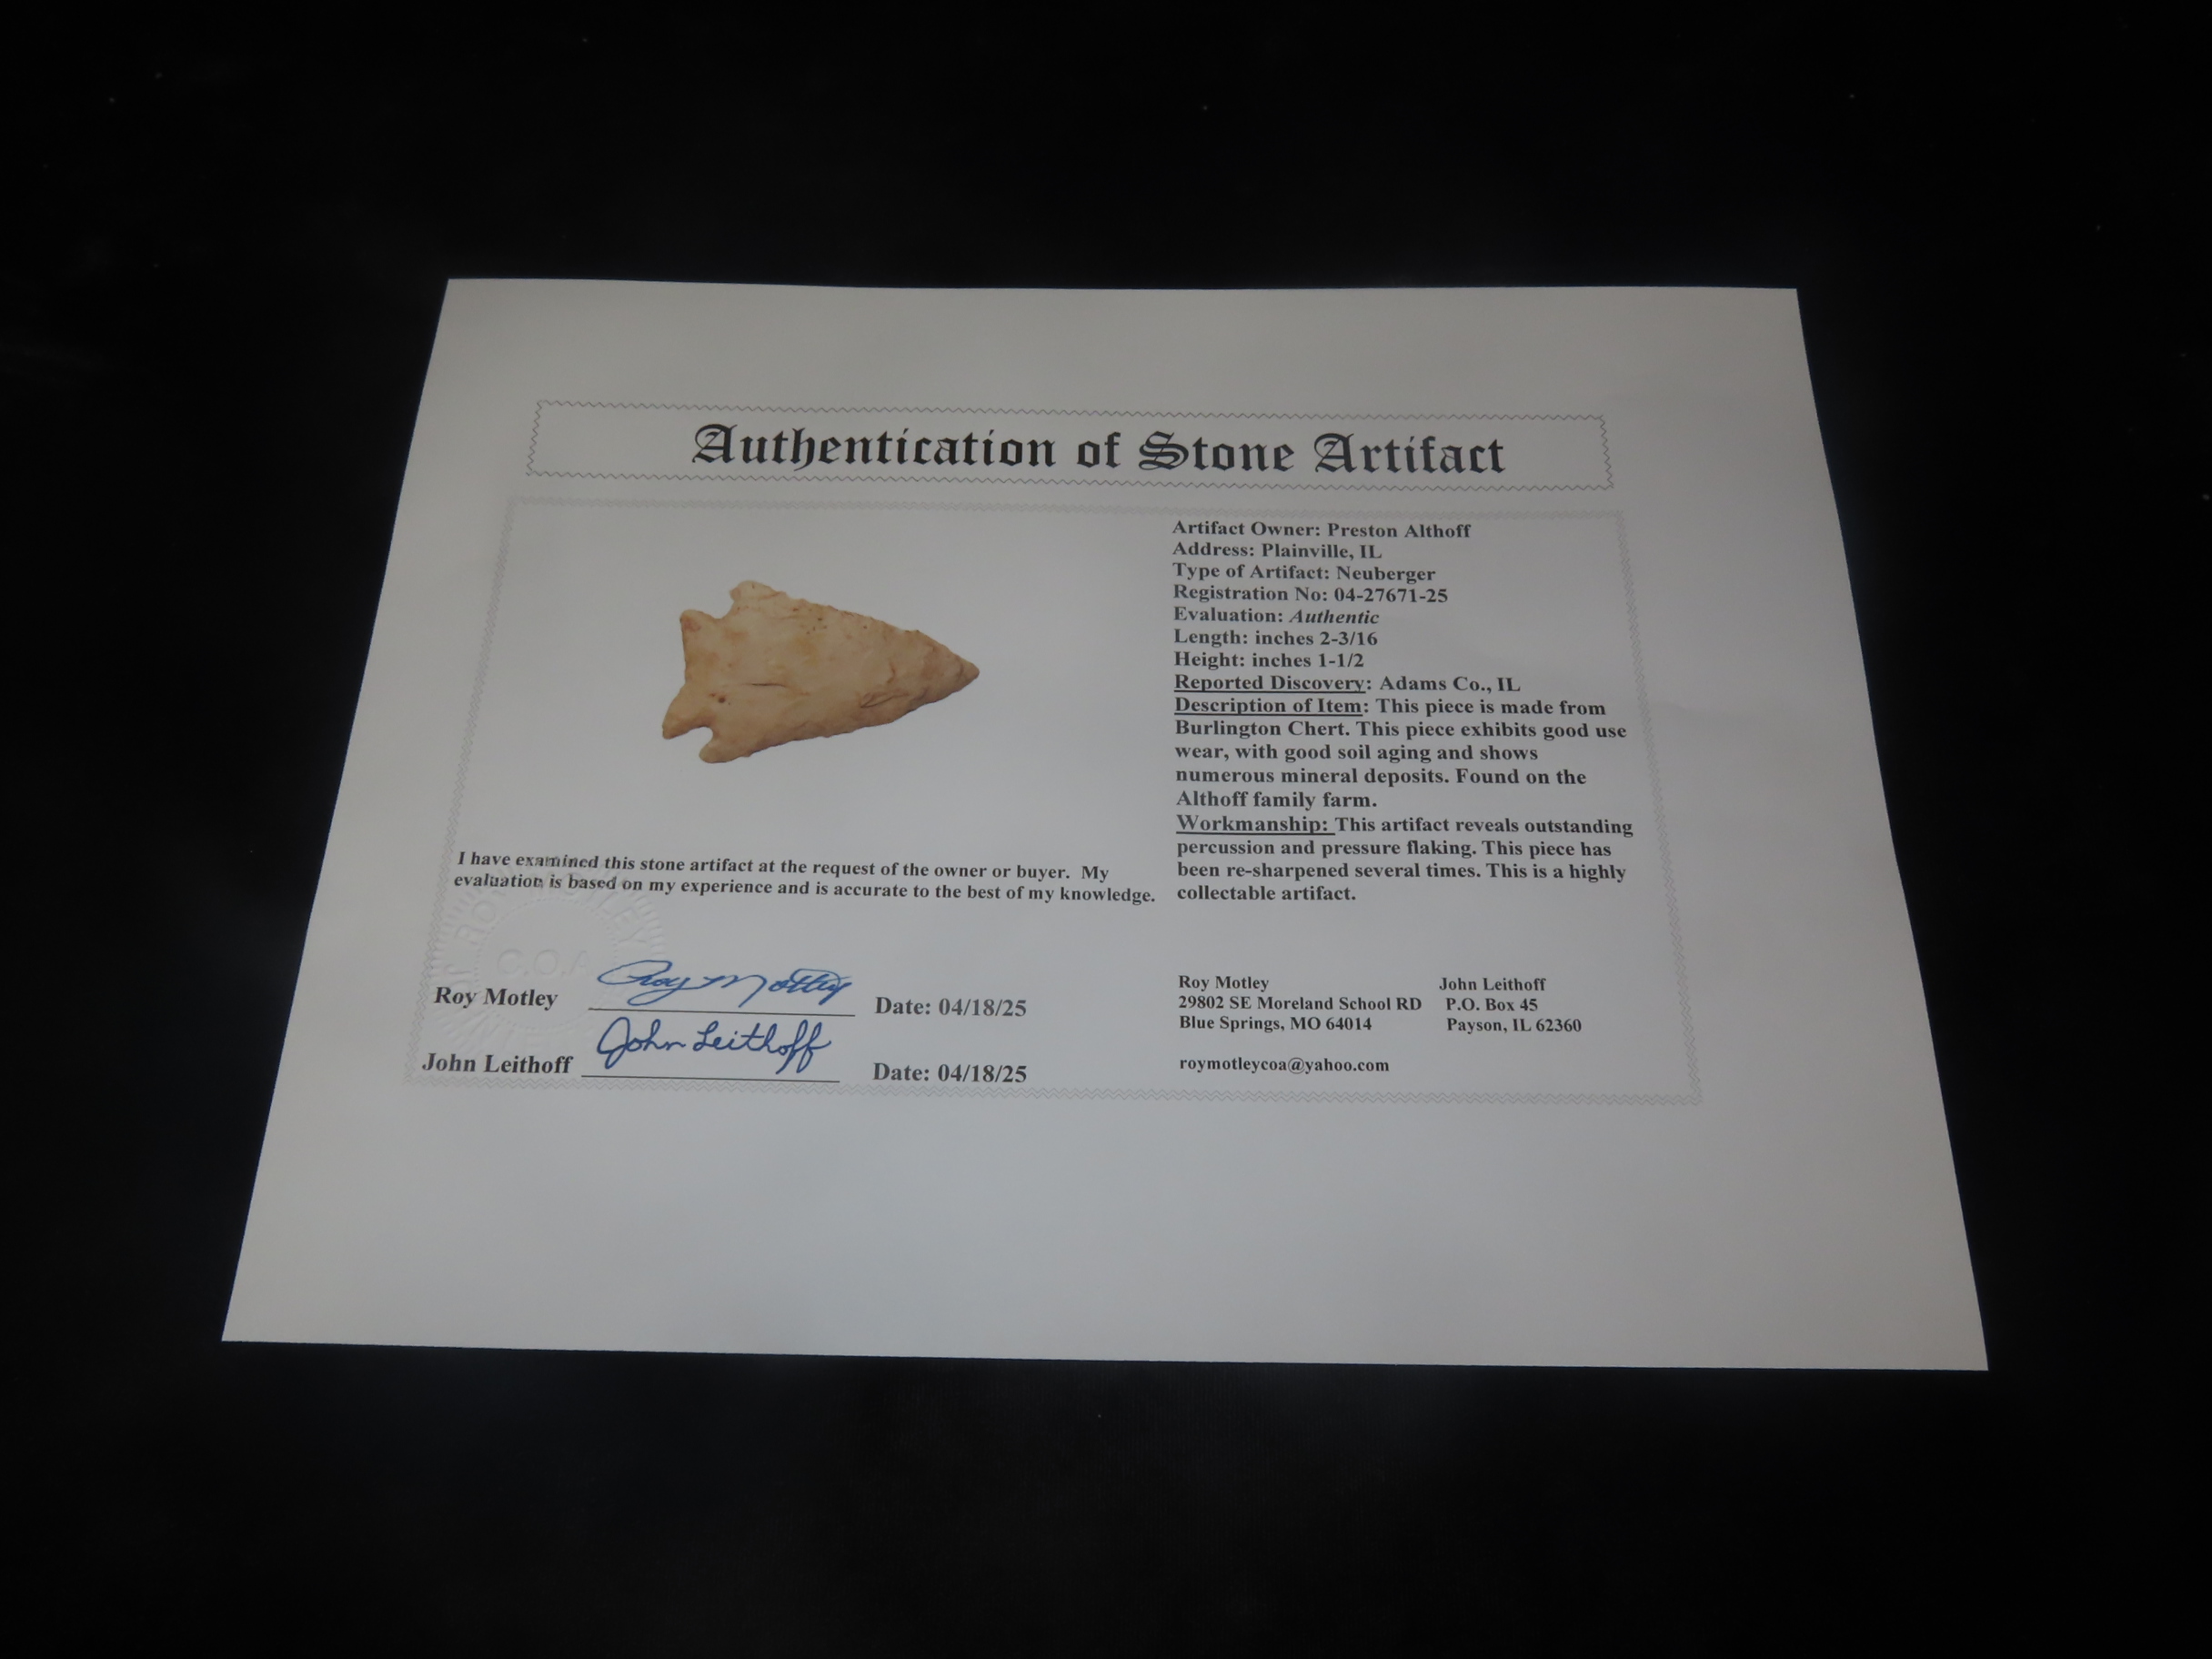 Authentication of Stone Artifact
Artifact Owner: Preston Althoff
Address: Plainville, IL
Type of Artifact: Neuberger
Registration No: 04-27671-25
Evaluation: Authentic
Length: inches 2-3/16
Height: inches 1-1/2
Reported Discovery: Adams Co., IL
Description of Item: This piece is made from
Burlington Chert. This piece exhibits good use
wear, with good soil aging and shows
numerous mineral deposits. Found on the
Althoff family farm.
Workmanship: This artifact reveals outstanding
percussion and pressure flaking. This piece has
been re-sharpened several times. This is a highly
collectable artifact.
I have examined this stone artifact at the request of the owner or buyer. My
evaluation is based on my experience and is accurate to the best of my knowledge.
ROY MOTLEY
C.O.A
Roy Motley Roy Motley Date: 04/18/25
John Leithoff John Leithoff Date: 04/18/25
Roy Motley
29802 SE Moreland School RD
Blue Springs, MO 64014
roymotleycoa@yahoo.com
John Leithoff
P.O. Box 45
Payson, IL 62360